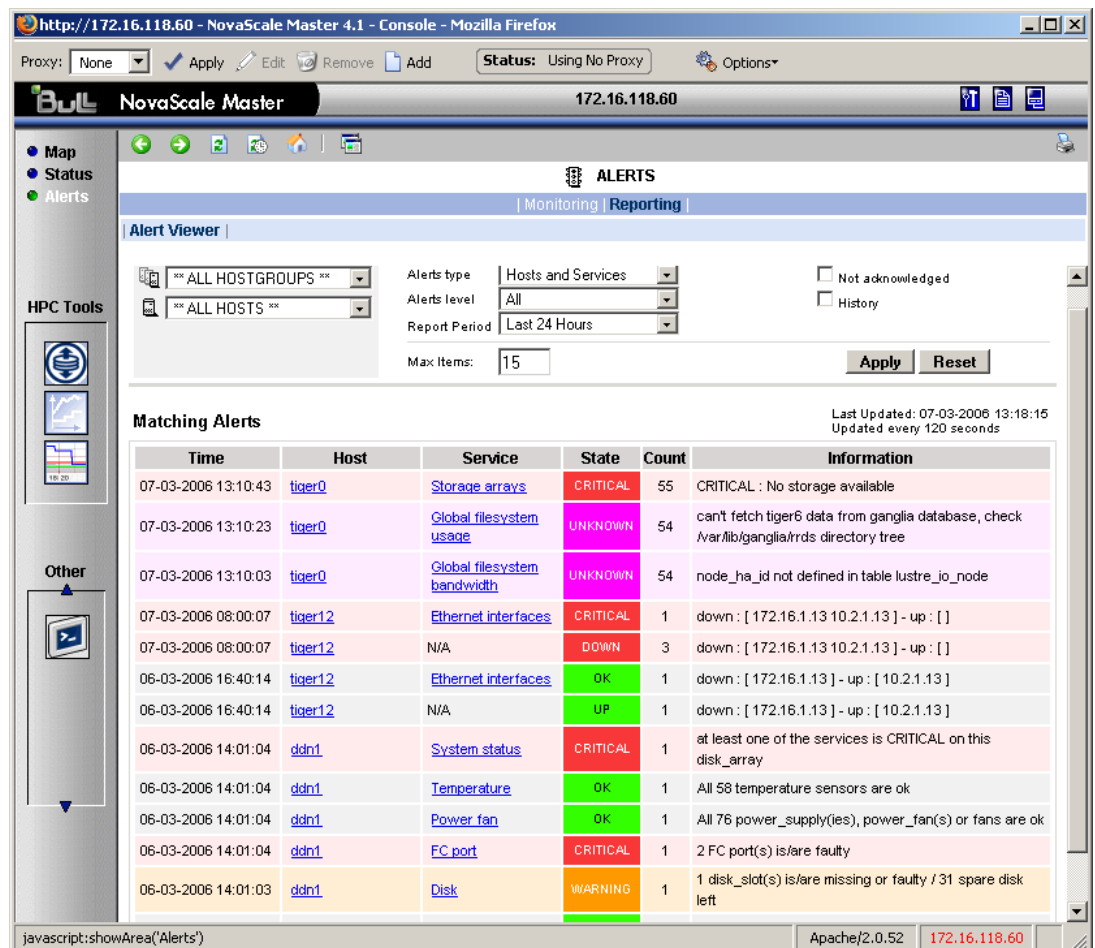 http://172.16.118.60 - NovaScale Master 4.1 - Console - Mozilla Firefox
Proxy: None Apply Edit Remove Add Status: Using No Proxy Options
Bull NovaScale Master 172.16.118.60
Map
Status
Alerts
ALERTS
| Monitoring | Reporting |
| Alert Viewer |
** ALL HOSTGROUPS **
** ALL HOSTS **
Alerts type Hosts and Services
Alerts level All
Report Period Last 24 Hours
Max Items: 15
Not acknowledged
History
Apply Reset
HPC Tools
Other
Matching Alerts
Last Updated: 07-03-2006 13:18:15
Updated every 120 seconds
Time Host Service State Count Information
07-03-2006 13:10:43 tiger0 Storage arrays CRITICAL 55 CRITICAL : No storage available
07-03-2006 13:10:23 tiger0 Global filesystem usage UNKNOWN 54 can't fetch tiger6 data from ganglia database, check /var/lib/ganglia/rrds directory tree
07-03-2006 13:10:03 tiger0 Global filesystem bandwidth UNKNOWN 54 node_ha_id not defined in table lustre_io_node
07-03-2006 08:00:07 tiger12 Ethernet interfaces CRITICAL 1 down : [ 172.16.1.13 10.2.1.13 ] - up : [ ]
07-03-2006 08:00:07 tiger12 N/A DOWN 3 down : [ 172.16.1.13 10.2.1.13 ] - up : [ ]
06-03-2006 16:40:14 tiger12 Ethernet interfaces OK 1 down : [ 172.16.1.13 ] - up : [ 10.2.1.13 ]
06-03-2006 16:40:14 tiger12 N/A UP 1 down : [ 172.16.1.13 ] - up : [ 10.2.1.13 ]
06-03-2006 14:01:04 ddn1 System status CRITICAL 1 at least one of the services is CRITICAL on this disk_array
06-03-2006 14:01:04 ddn1 Temperature OK 1 All 58 temperature sensors are ok
06-03-2006 14:01:04 ddn1 Power fan OK 1 All 76 power_supply(ies), power_fan(s) or fans are ok
06-03-2006 14:01:04 ddn1 FC port CRITICAL 1 2 FC port(s) is/are faulty
06-03-2006 14:01:03 ddn1 Disk WARNING 1 1 disk_slot(s) is/are missing or faulty / 31 spare disk left
javascript:showArea('Alerts') Apache/2.0.52 172.16.118.60